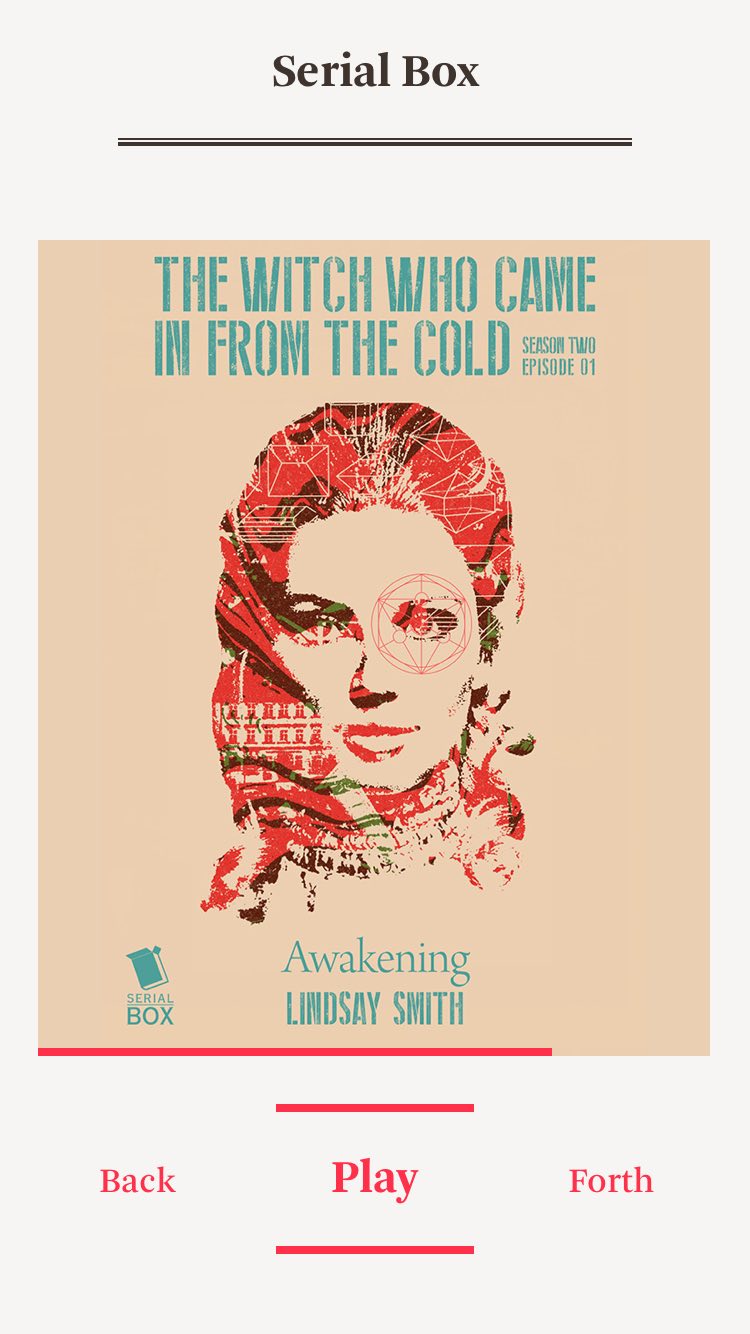 Serial Box
THE WITCH WHO CAME
IN FROM THE COLD
SEASON TWO
EPISODE 01
Awakening
LINDSAY SMITH
SERIAL
BOX
Back
Play
Forth